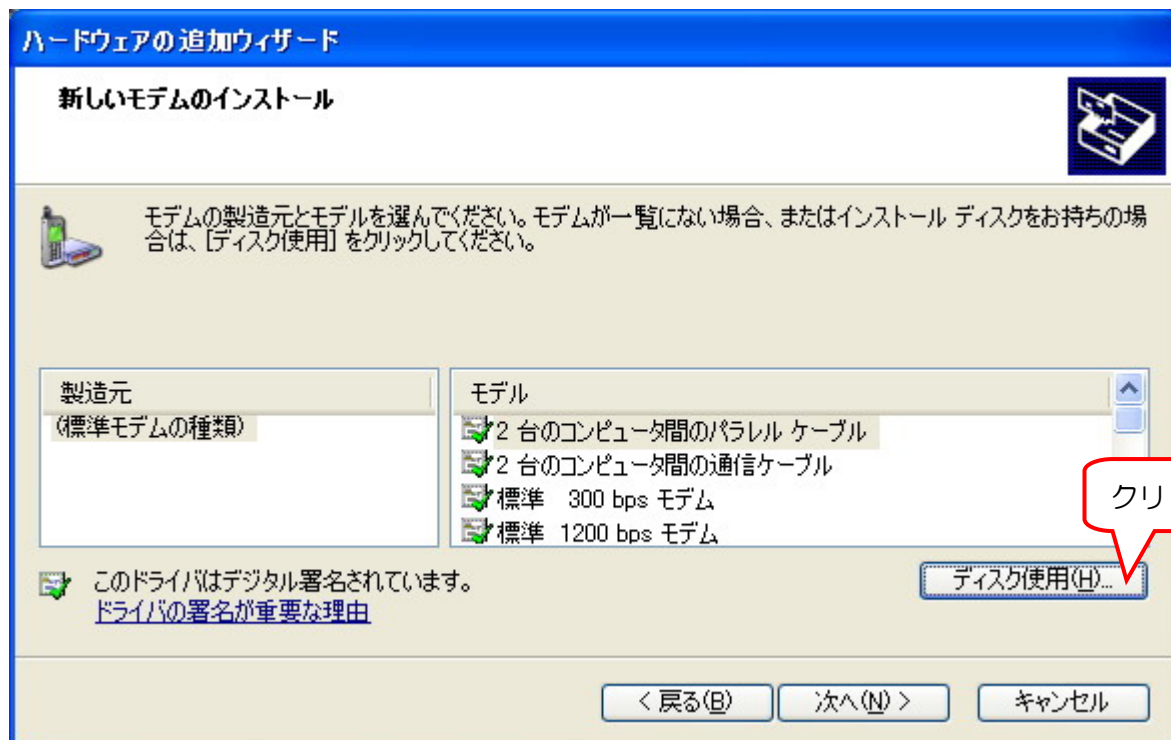 ハードウェアの追加ウィザード
新しいモデムのインストール
モデムの製造元とモデルを選んでください。モデムが一覧にない場合、またはインストール ディスクをお持ちの場
合は、[ディスク使用] をクリックしてください。
製造元
(標準モデムの種類)
モデル
2 台のコンピュータ間のパラレル ケーブル
2 台のコンピュータ間の通信ケーブル
標準 300 bps モデム
標準 1200 bps モデム
クリ
このドライバはデジタル署名されています。
ドライバの署名が重要な理由
ディスク使用(H)...
< 戻る(B)
次へ(N) >
キャンセル